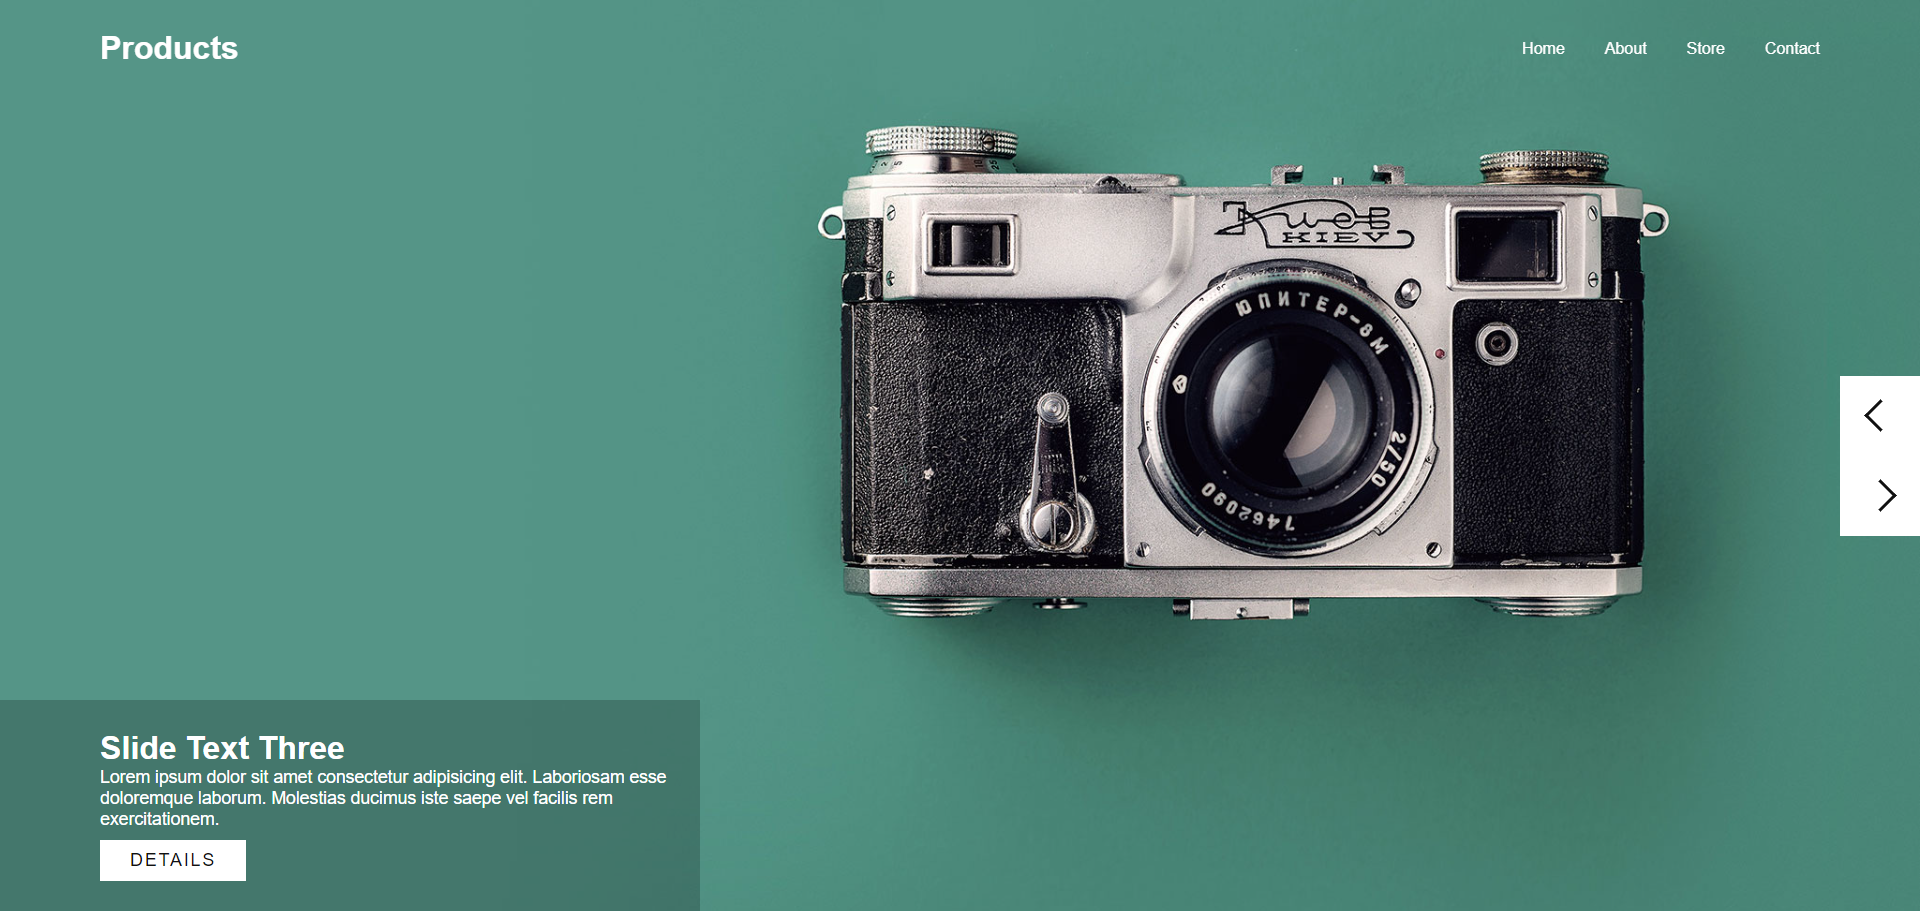 Products
Home About Store Contact
Киев
KIEV
ЮПИТЕР-8М
2/50
1462090
Slide Text Three
Lorem ipsum dolor sit amet consectetur adipisicing elit. Laboriosam esse
doloremque laborum. Molestias ducimus iste saepe vel facilis rem
exercitationem.
DETAILS